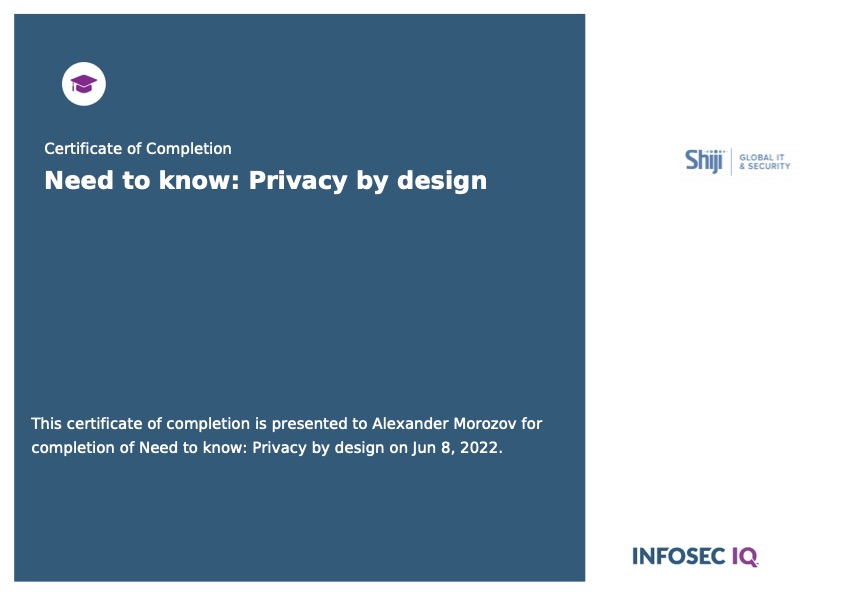 Certificate of Completion
Need to know: Privacy by design
Shiji
GLOBAL IT
& SECURITY
This certificate of completion is presented to Alexander Morozov for
completion of Need to know: Privacy by design on Jun 8, 2022.
INFOSEC IQ